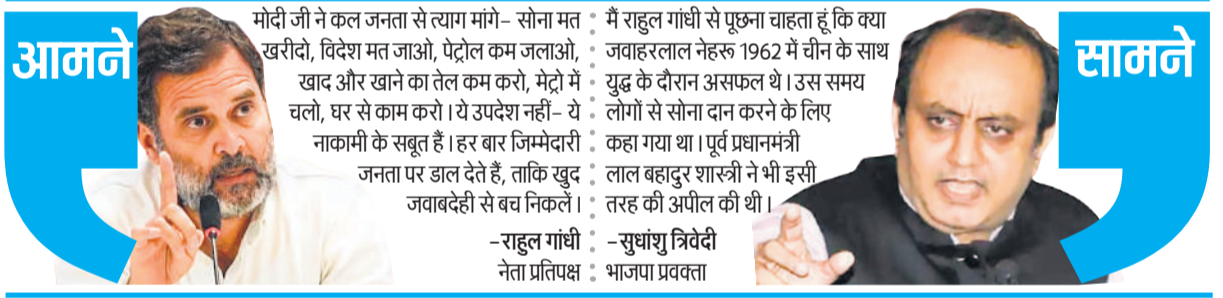 आमने
मोदी जी ने कल जनता से त्याग मांगे– सोना मत
खरीदो, विदेश मत जाओ, पेट्रोल कम जलाओ,
खाद और खाने का तेल कम करो, मेट्रो में
चलो, घर से काम करो। ये उपदेश नहीं– ये
नाकामी के सबूत हैं। हर बार जिम्मेदारी
जनता पर डाल देते हैं, ताकि खुद
जवाबदेही से बच निकलें।
–राहुल गांधी
नेता प्रतिपक्ष
मैं राहुल गांधी से पूछना चाहता हूं कि क्या
जवाहरलाल नेहरू 1962 में चीन के साथ
युद्ध के दौरान असफल थे। उस समय
लोगों से सोना दान करने के लिए
कहा गया था। पूर्व प्रधानमंत्री
लाल बहादुर शास्त्री ने भी इसी
तरह की अपील की थी।
–सुधांशु त्रिवेदी
भाजपा प्रवक्ता
सामने